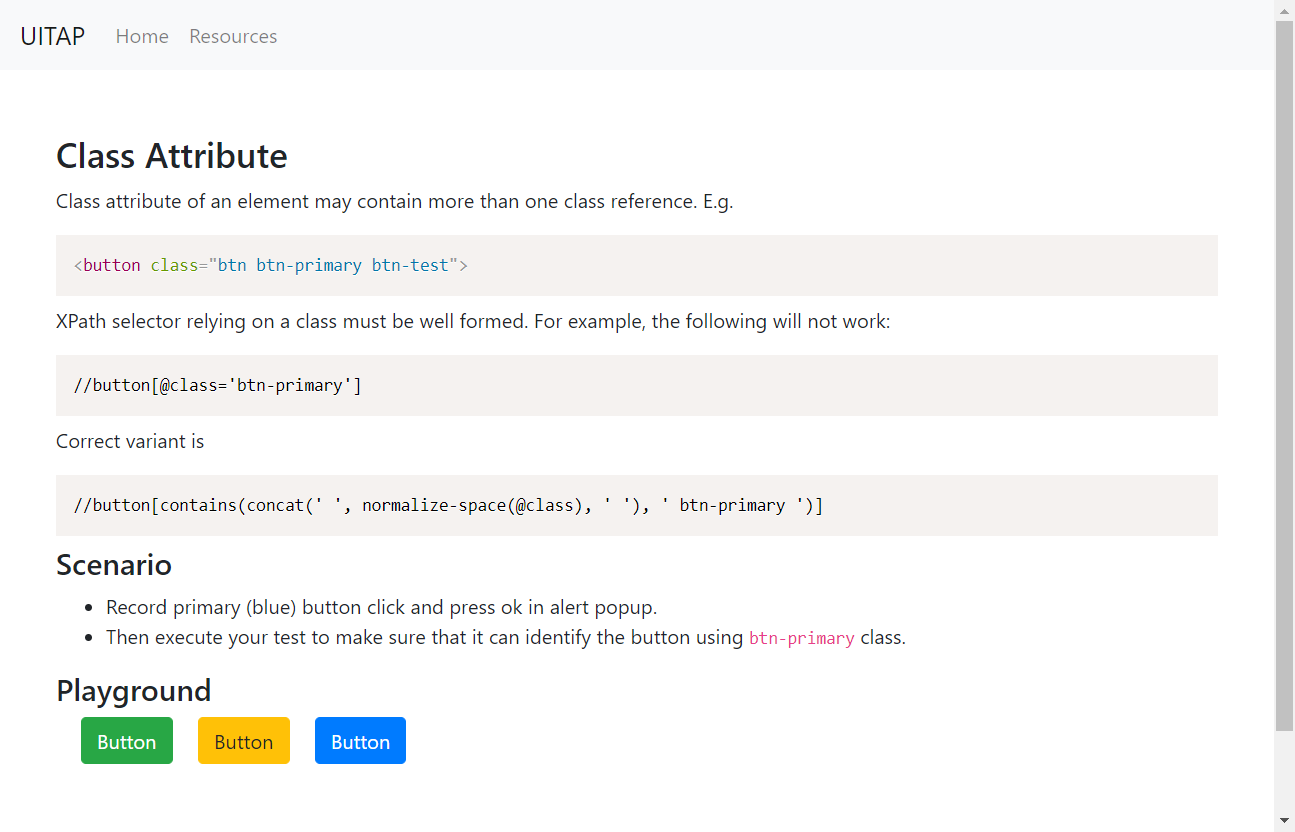 UITAP Home Resources
Class Attribute
Class attribute of an element may contain more than one class reference. E.g.
<button class="btn btn-primary btn-test">
XPath selector relying on a class must be well formed. For example, the following will not work:
//button[@class='btn-primary']
Correct variant is
//button[contains(concat(' ', normalize-space(@class), ' '), ' btn-primary ')]
Scenario
Record primary (blue) button click and press ok in alert popup.
Then execute your test to make sure that it can identify the button using btn-primary class.
Playground
Button Button Button